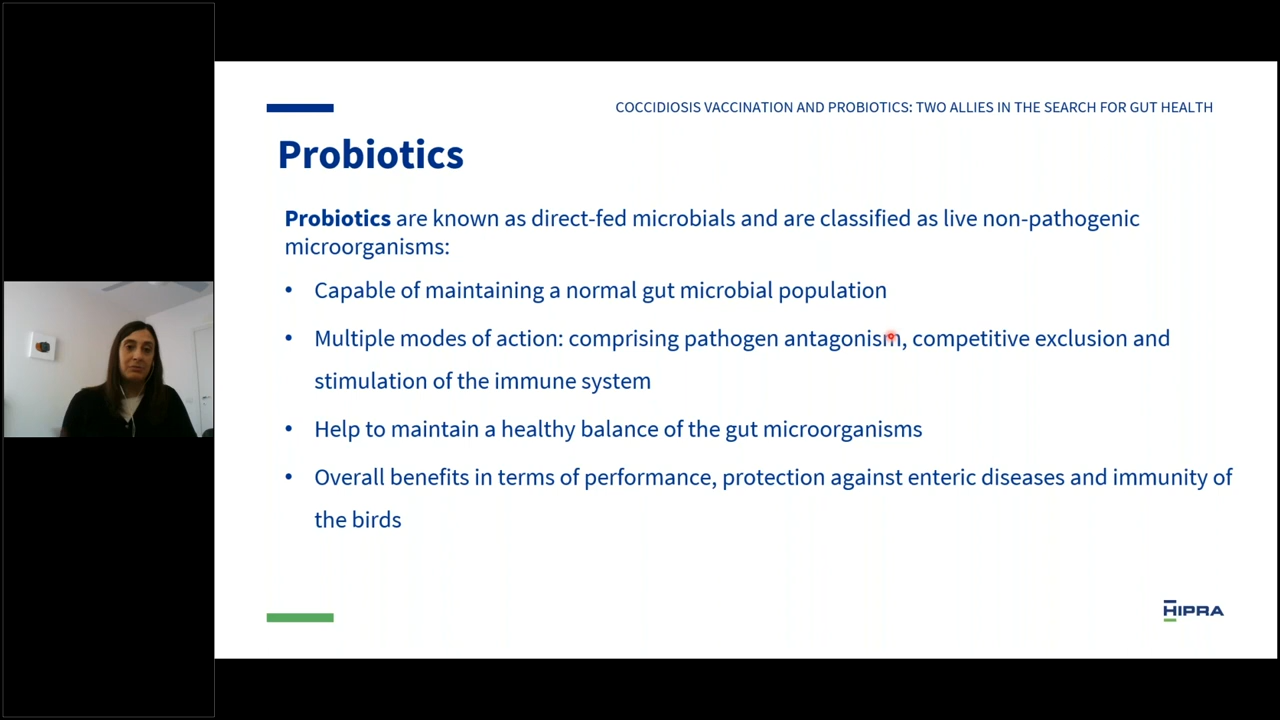 COCCIDIOSIS VACCINATION AND PROBIOTICS: TWO ALLIES IN THE SEARCH FOR GUT HEALTH
Probiotics
Probiotics are known as direct-fed microbials and are classified as live non-pathogenic
microorganisms:
• Capable of maintaining a normal gut microbial population
• Multiple modes of action: comprising pathogen antagonism, competitive exclusion and
stimulation of the immune system
• Help to maintain a healthy balance of the gut microorganisms
• Overall benefits in terms of performance, protection against enteric diseases and immunity of
the birds
HIPRA